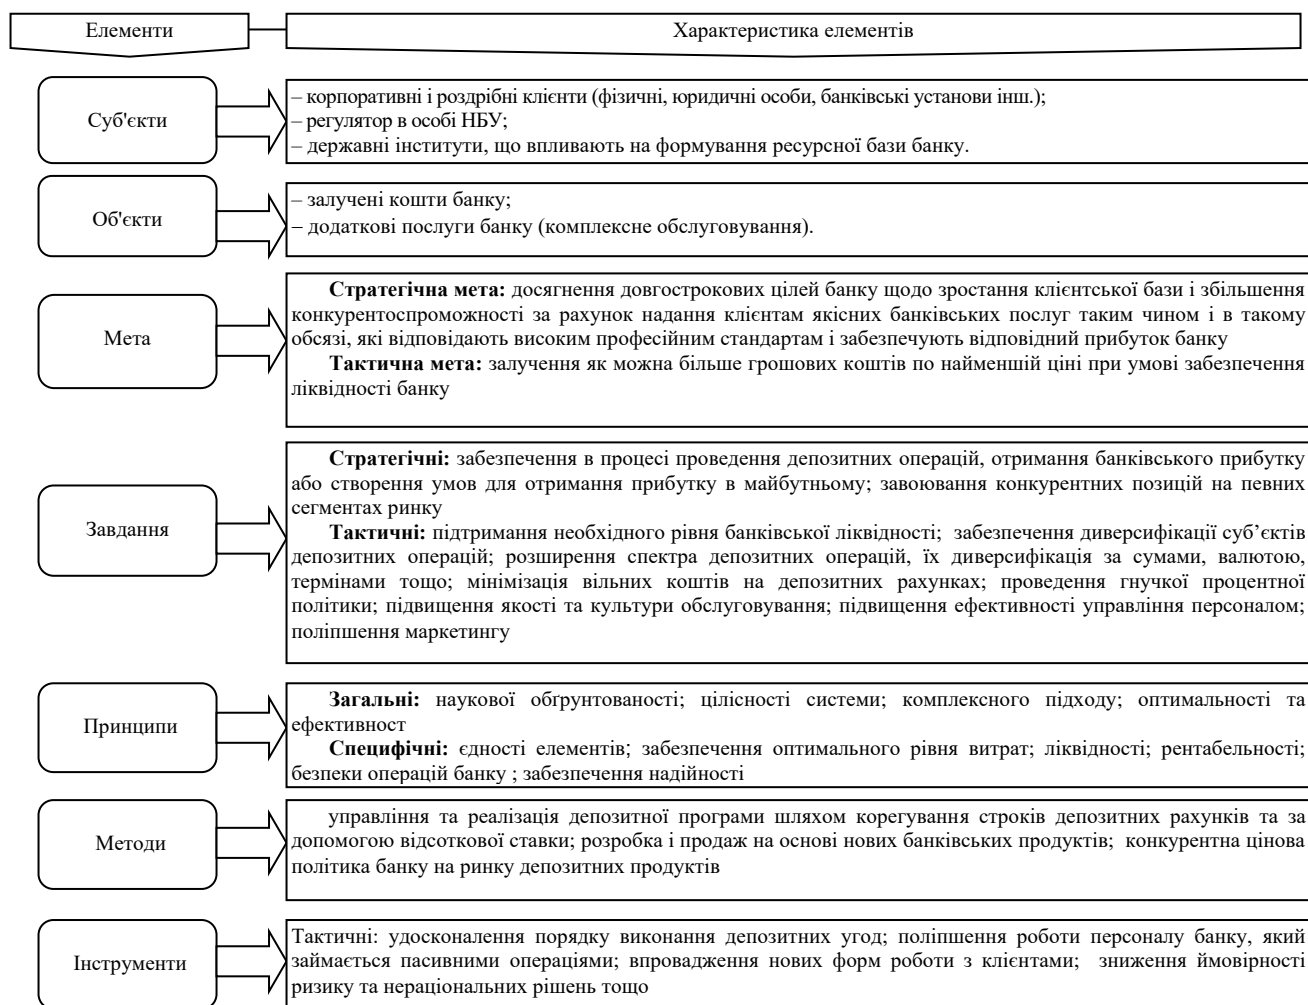 Елементи
Характеристика елементів
Суб'єкти
– корпоративні і роздрібні клієнти (фізичні, юридичні особи, банківські установи інш.);
– регулятор в особі НБУ;
– державні інститути, що впливають на формування ресурсної бази банку.
Об'єкти
– залучені кошти банку;
– додаткові послуги банку (комплексне обслуговування).
Мета
Стратегічна мета: досягнення довгострокових цілей банку щодо зростання клієнтської бази і збільшення
конкурентоспроможності за рахунок надання клієнтам якісних банківських послуг таким чином і в такому
обсязі, які відповідають високим професійним стандартам і забезпечують відповідний прибуток банку
Тактична мета: залучення як можна більше грошових коштів по найменшій ціні при умові забезпечення
ліквідності банку
Завдання
Стратегічні: забезпечення в процесі проведення депозитних операцій, отримання банківського прибутку
або створення умов для отримання прибутку в майбутньому; завоювання конкурентних позицій на певних
сегментах ринку
Тактичні: підтримання необхідного рівня банківської ліквідності; забезпечення диверсифікації суб’єктів
депозитних операцій; розширення спектра депозитних операцій, їх диверсифікація за сумами, валютою,
термінами тощо; мінімізація вільних коштів на депозитних рахунках; проведення гнучкої процентної
політики; підвищення якості та культури обслуговування; підвищення ефективності управління персоналом;
поліпшення маркетингу
Принципи
Загальні: наукової обґрунтованості; цілісності системи; комплексного підходу; оптимальності та
ефективност
Специфічні: єдності елементів; забезпечення оптимального рівня витрат; ліквідності; рентабельності;
безпеки операцій банку ; забезпечення надійності
Методи
управління та реалізація депозитної програми шляхом корегування строків депозитних рахунків та за
допомогою відсоткової ставки; розробка і продаж на основі нових банківських продуктів; конкурентна цінова
політика банку на ринку депозитних продуктів
Інструменти
Тактичні: удосконалення порядку виконання депозитних угод; поліпшення роботи персоналу банку, який
займається пасивними операціями; впровадження нових форм роботи з клієнтами; зниження ймовірності
ризику та нераціональних рішень тощо